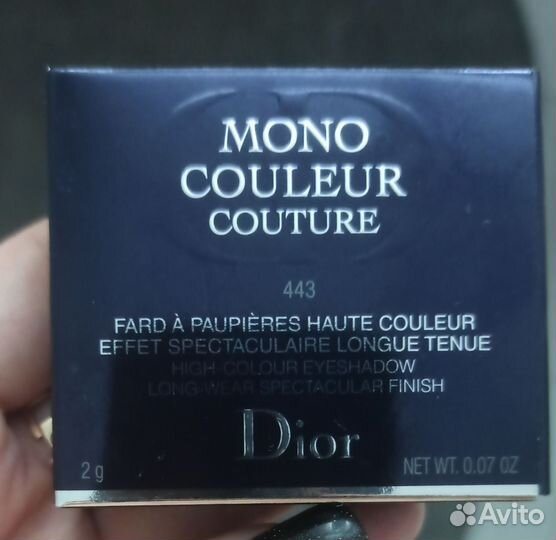 MONO
COULEUR
COUTURE
443
FARD À PAUPIÈRES HAUTE COULEUR
EFFET SPECTACULAIRE LONGUE TENUE
HIGH-COLOUR EYESHADOW
LONG-WEAR SPECTACULAR FINISH
Dior
2 g NET WT. 0.07 OZ
Avito